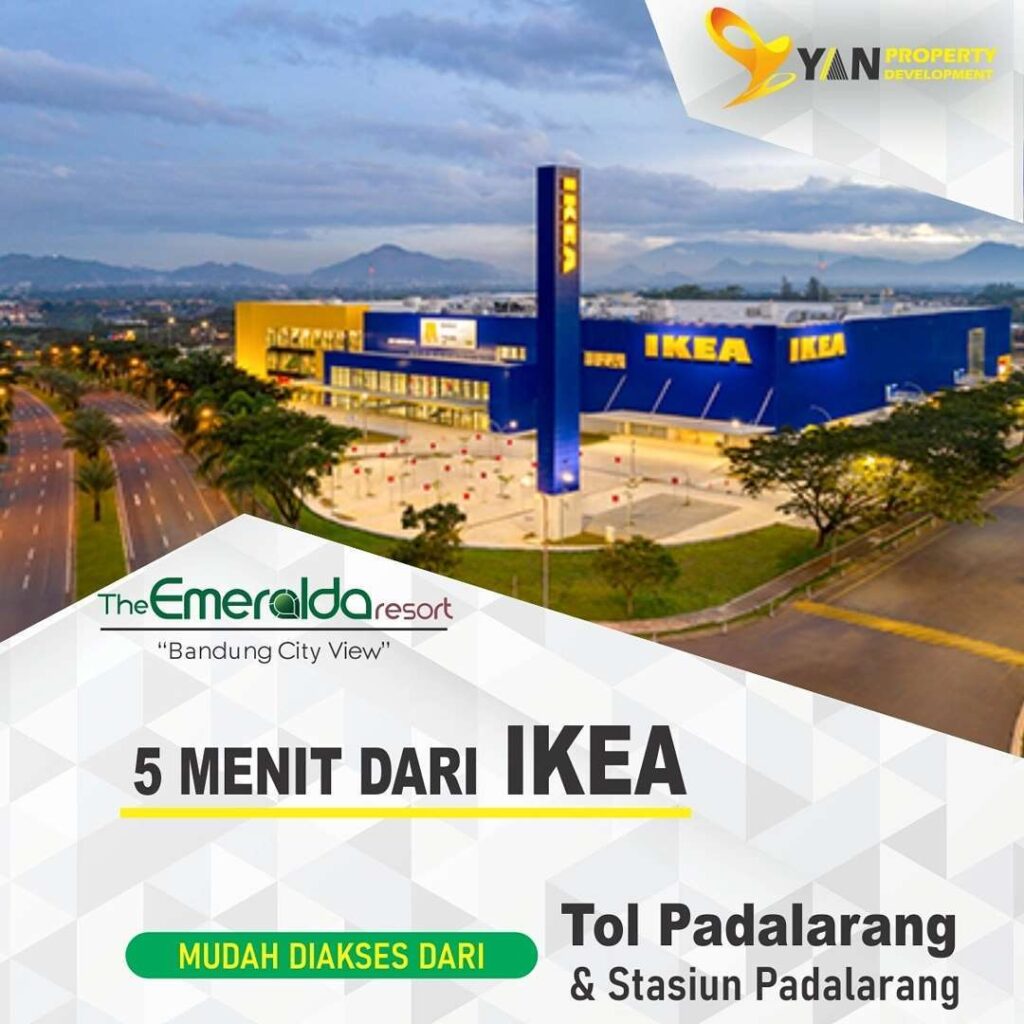 YAN PROPERTY
DEVELOPMENT
IKEA
IKEA
IKEA
The Emeralda resort
“Bandung City View”
5 MENIT DARI IKEA
MUDAH DIAKSES DARI
Tol Padalarang
& Stasiun Padalarang